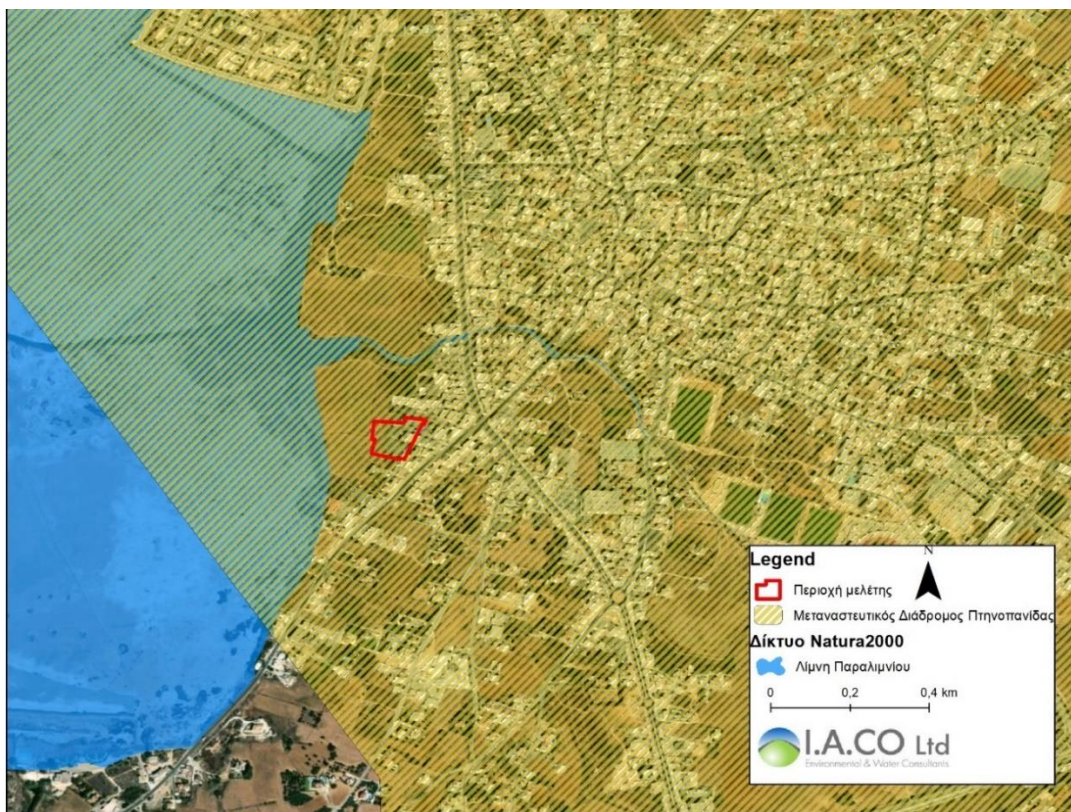 Legend
N
Περιοχή μελέτης
Μεταναστευτικός Διάδρομος Πτηνοπανίδας
Δίκτυο Natura2000
Λίμνη Παραλιμνίου
0 0,2 0,4 km
I.A.CO Ltd
Environmental & Water Consultants